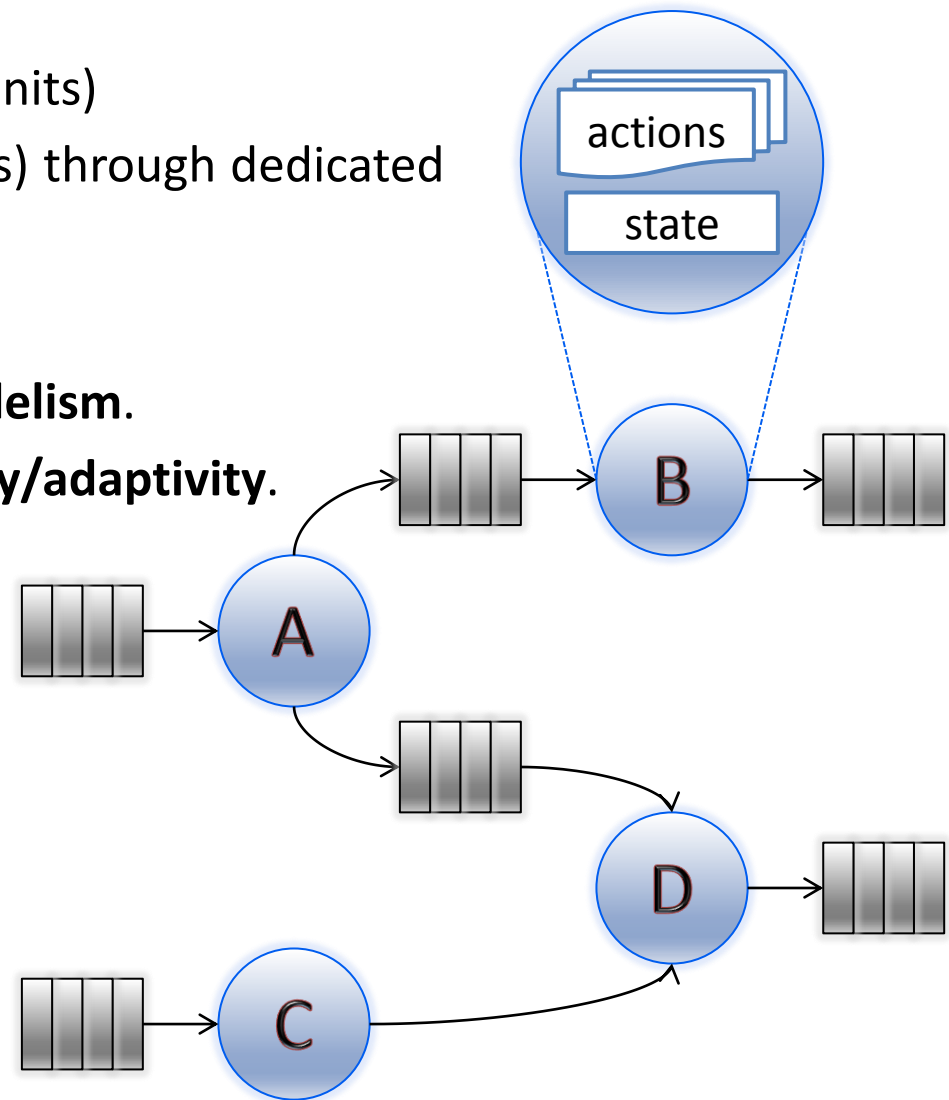 nits)
s) through dedicated
actions
state
lelism.
y/adaptivity.
B
A
D
C